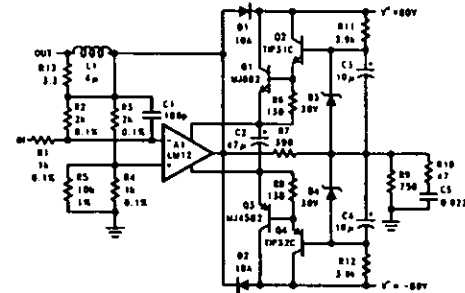 D1
10A
V⁺=80V
Q2
TIP31C
R11
3.9k
OUT
L1
4μ
R13
3.3
Q1
MJ802
R6
130
D3
30V
C3
10μ
R2
2k
0.1%
R3
2k
0.1%
C1
100p
C2
47μ
R7
390
IN
R1
1k
0.1%
A1
LM12
R5
10k
1%
R4
1k
0.1%
R8
130
D4
30V
R9
750
R10
47
C5
0.022
Q3
MJ4502
Q4
TIP32C
C4
10μ
D2
10A
R12
3.9k
V⁻= -80V